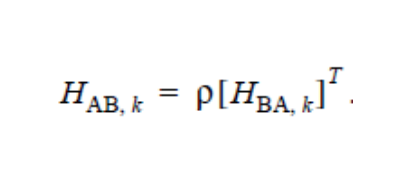 H_{AB, k} = ρ[H_{BA, k}]^T.